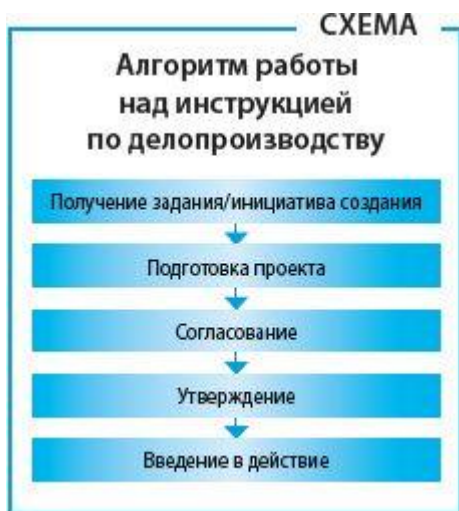 СХЕМА
Алгоритм работы
над инструкцией
по делопроизводству
Получение задания/инициатива создания
Подготовка проекта
Согласование
Утверждение
Введение в действие